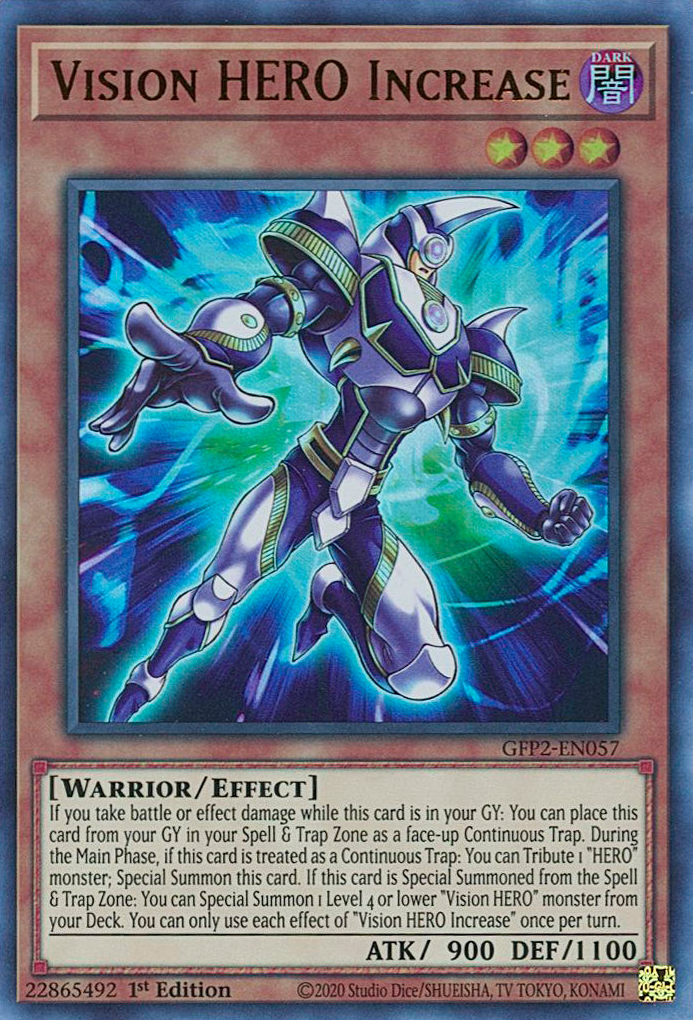 Vision HERO Increase
DARK
闇
GFP2-EN057
[Warrior/Effect]
If you take battle or effect damage while this card is in your GY: You can place this
card from your GY in your Spell & Trap Zone as a face-up Continuous Trap. During
the Main Phase, if this card is treated as a Continuous Trap: You can Tribute 1 "HERO"
monster; Special Summon this card. If this card is Special Summoned from the Spell
& Trap Zone: You can Special Summon 1 Level 4 or lower "Vision HERO" monster from
your Deck. You can only use each effect of "Vision HERO Increase" once per turn.
ATK/ 900 DEF/1100
22865492 1st Edition ©2020 Studio Dice/SHUEISHA, TV TOKYO, KONAMI